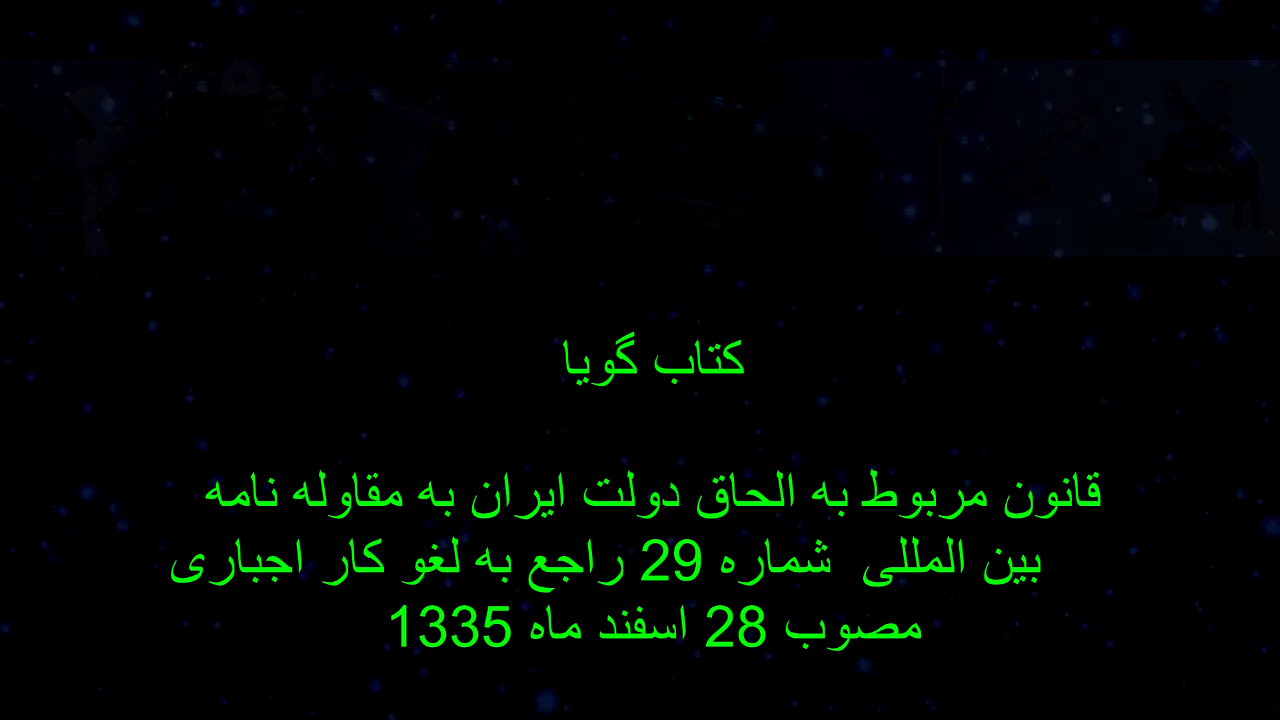 کتاب گویا
قانون مربوط به الحاق دولت ایران به مقاوله نامه
بین المللی شماره 29 راجع به لغو کار اجباری
مصوب 28 اسفند ماه 1335